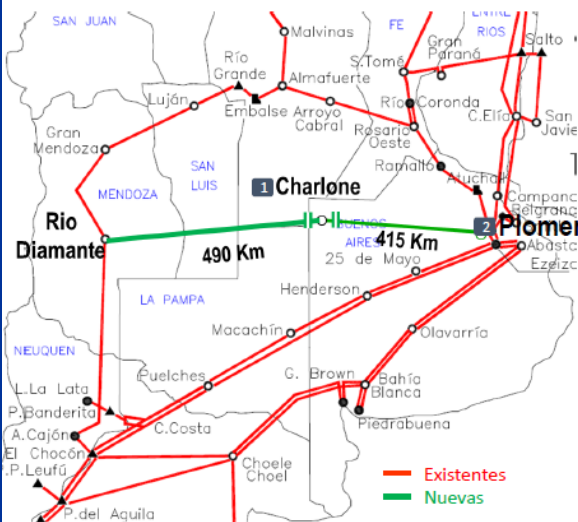 SAN JUAN
Malvinas
FE
ENTRE
RIOS
Salto
Gran
Paraná
S.Tomé
Río
Grande
Almafuerte
Luján
Embalse
Arroyo
Cabral
Río
Coronda
C.Elía
San
Javie
Rosario
Oeste
Gran
Mendoza
Ramallo
SAN
LUIS
Atucha
MENDOZA
1 Charlone
Campana
Belgrano
Rio
Diamante
BUENOS
AIRES
2 Plomer
490 Km
415 Km
25 de Mayo
Abasto
Ezeiza
LA PAMPA
Henderson
Macachín
Olavarría
NEUQUEN
Puelches
G. Brown
Bahía
Blanca
L.La Lata
P.Banderita
C.Costa
Piedrabuena
A.Cajón
El Chocón
P.P.Leufú
Choele
Choel
P.del Aguila
Existentes
Nuevas